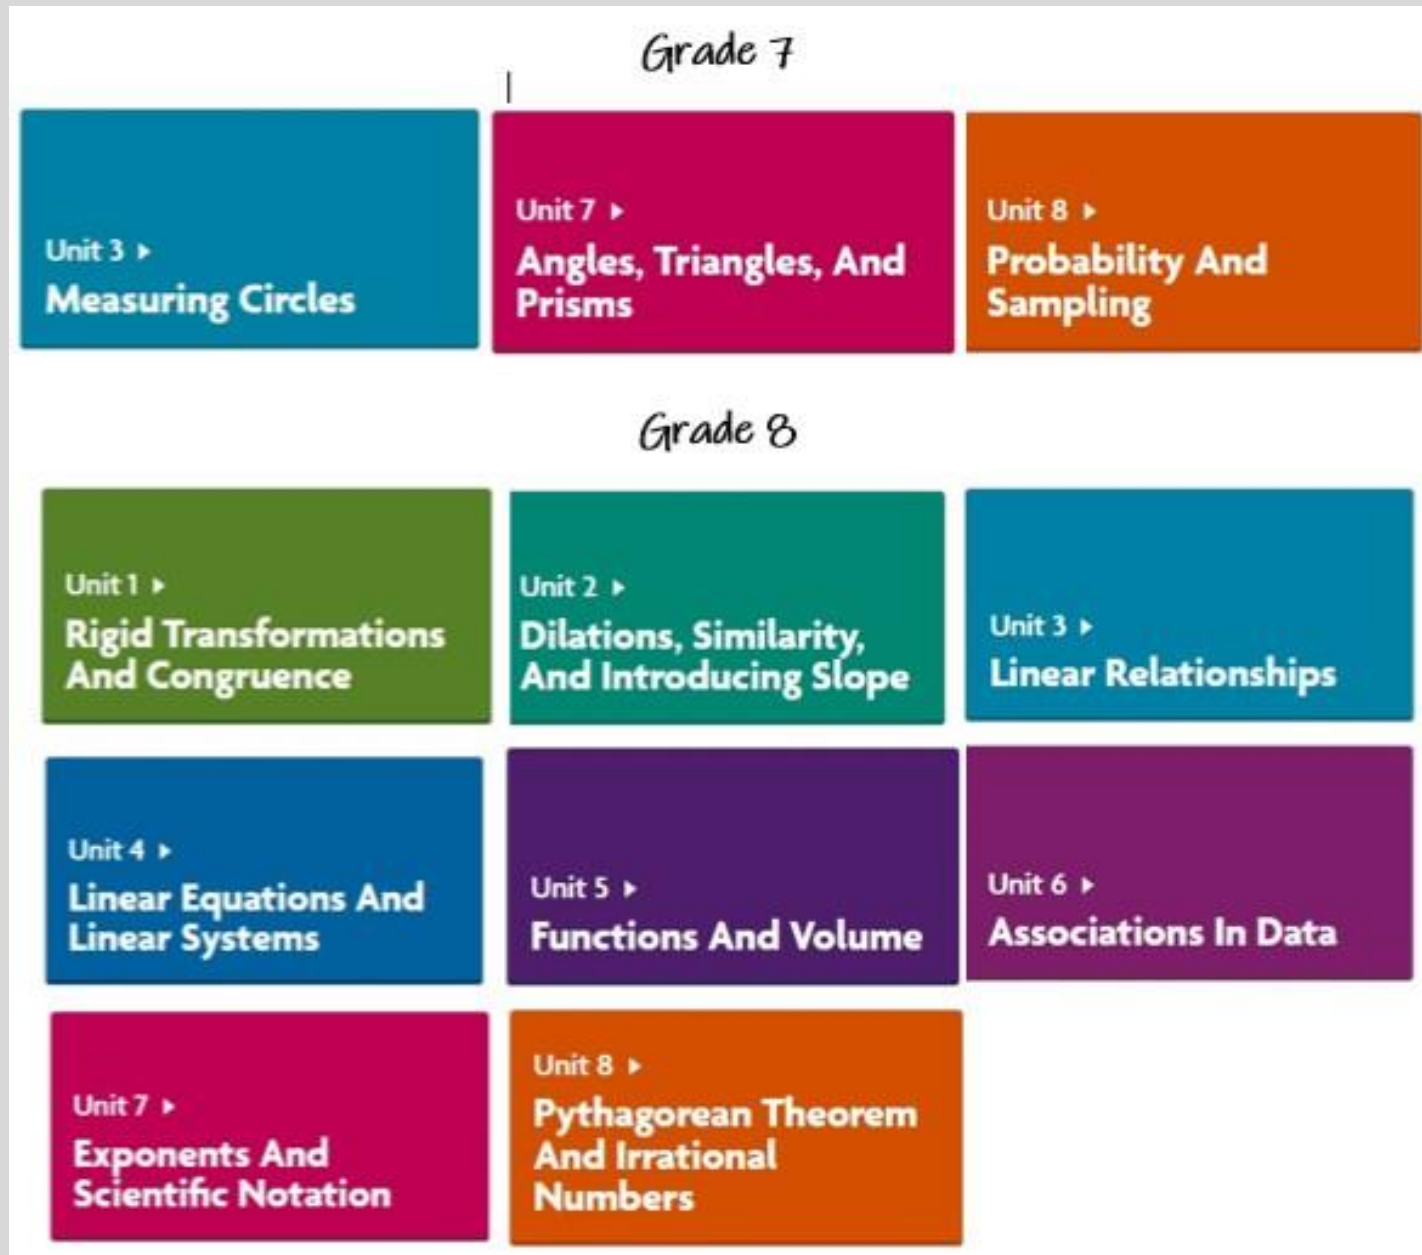 Grade 7
Unit 3
Measuring Circles
Unit 7
Angles, Triangles, And
Prisms
Unit 8
Probability And
Sampling
Grade 8
Unit 1
Rigid Transformations
And Congruence
Unit 2
Dilations, Similarity,
And Introducing Slope
Unit 3
Linear Relationships
Unit 4
Linear Equations And
Linear Systems
Unit 5
Functions And Volume
Unit 6
Associations In Data
Unit 7
Exponents And
Scientific Notation
Unit 8
Pythagorean Theorem
And Irrational
Numbers